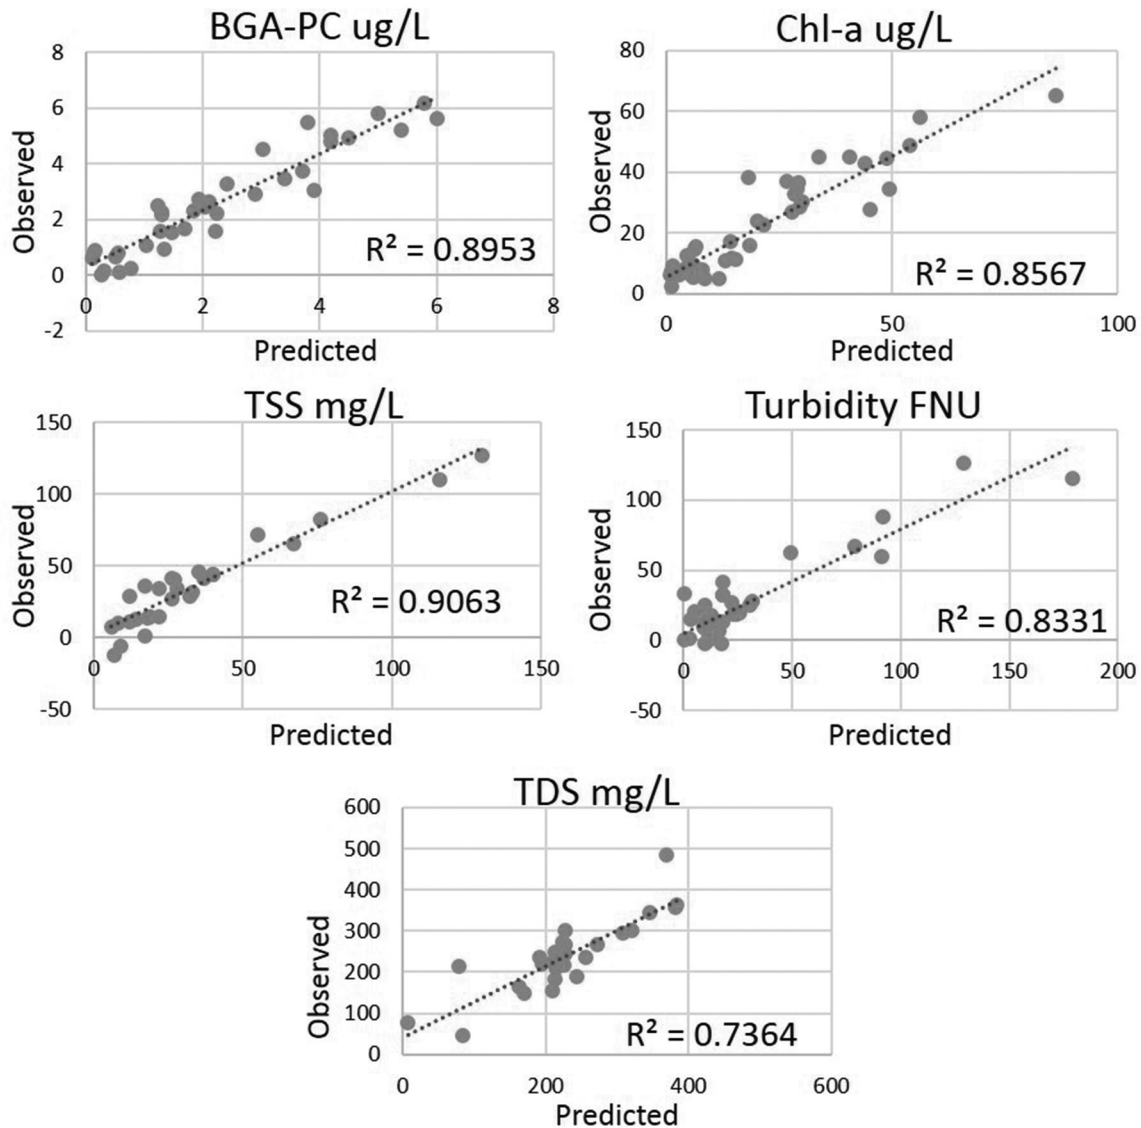 BGA-PC ug/L
8
6
4
2
0
-2
Observed
0 2 4 6 8
R² = 0.8953
Predicted
Chl-a ug/L
80
60
40
20
0
Observed
R² = 0.8567
0 50 100
Predicted
TSS mg/L
150
100
50
0
-50
Observed
R² = 0.9063
0 50 100 150
Predicted
Turbidity FNU
150
100
50
0
-50
Observed
R² = 0.8331
0 50 100 150 200
Predicted
TDS mg/L
600
500
400
300
200
100
0
Observed
R² = 0.7364
0 200 400 600
Predicted